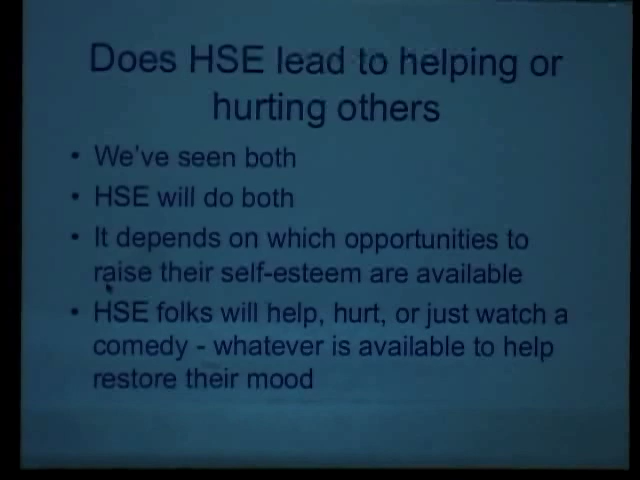 Does HSE lead to helping or
hurting others
• We've seen both
• HSE will do both
• It depends on which opportunities to
raise their self-esteem are available
• HSE folks will help, hurt, or just watch a
comedy - whatever is available to help
restore their mood